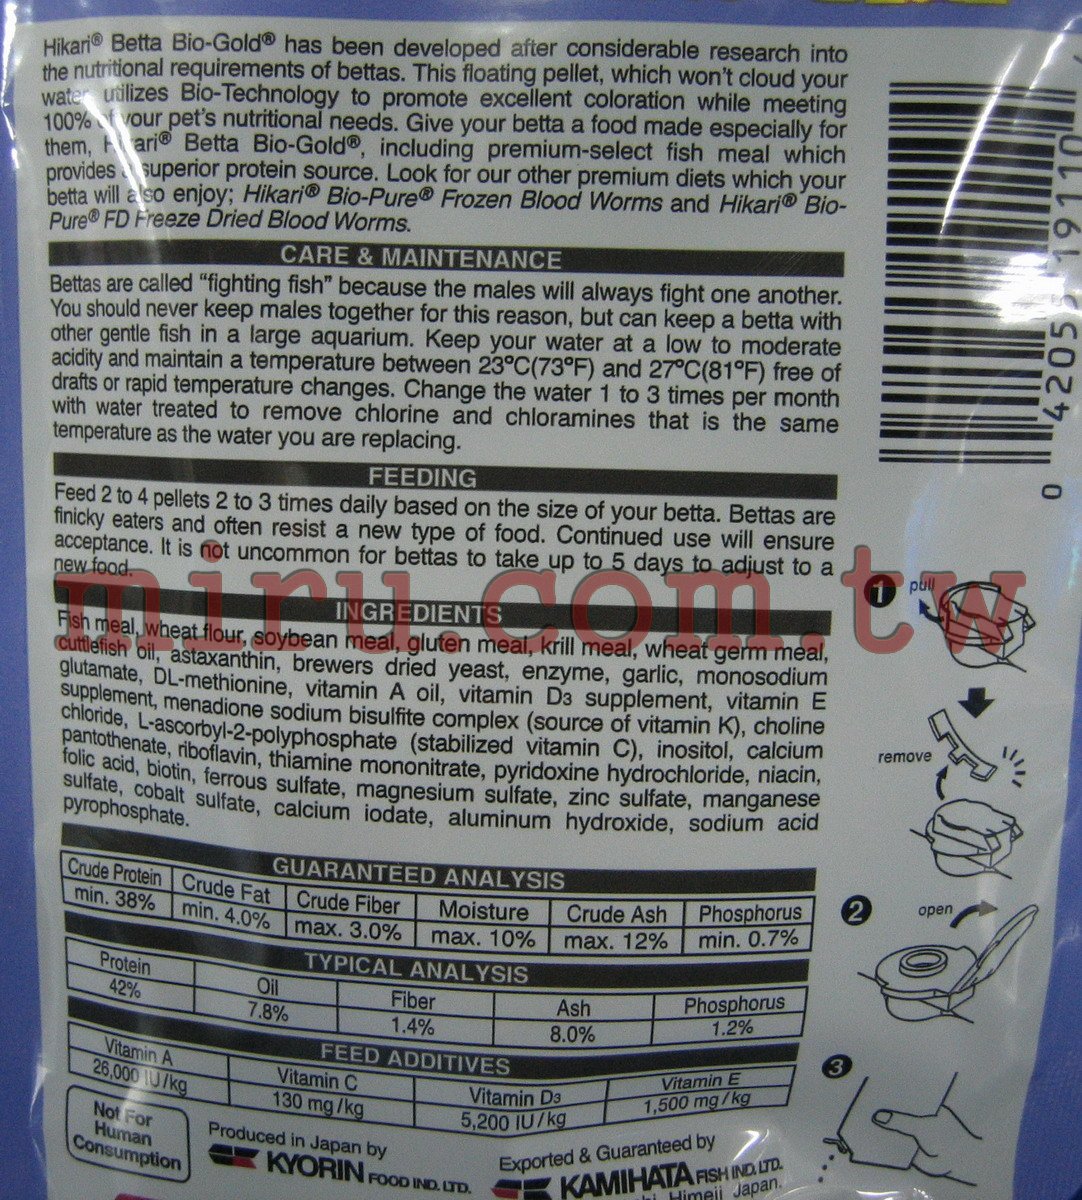 Hikari® Betta Bio-Gold® has been developed after considerable research into
the nutritional requirements of bettas. This floating pellet, which won't cloud your
water, utilizes Bio-Technology to promote excellent coloration while meeting
100% of your pet's nutritional needs. Give your betta a food made especially for
them, Hikari® Betta Bio-Gold®, including premium-select fish meal which
provides a superior protein source. Look for our other premium diets which your
betta will also enjoy; Hikari® Bio-Pure® Frozen Blood Worms and Hikari® Bio-
Pure® FD Freeze Dried Blood Worms.
CARE & MAINTENANCE
Bettas are called "fighting fish" because the males will always fight one another.
You should never keep males together for this reason, but can keep a betta with
other gentle fish in a large aquarium. Keep your water at a low to moderate
acidity and maintain a temperature between 23ºC(73ºF) and 27ºC(81ºF) free of
drafts or rapid temperature changes. Change the water 1 to 3 times per month
with water treated to remove chlorine and chloramines that is the same
temperature as the water you are replacing.
FEEDING
Feed 2 to 4 pellets 2 to 3 times daily based on the size of your betta. Bettas are
finicky eaters and often resist a new type of food. Continued use will ensure
acceptance. It is not uncommon for bettas to take up to 5 days to adjust to a
new food.
miru.com.tw
INGREDIENTS
Fish meal, wheat flour, soybean meal, gluten meal, krill meal, wheat germ meal,
cuttlefish oil, astaxanthin, brewers dried yeast, enzyme, garlic, monosodium
glutamate, DL-methionine, vitamin A oil, vitamin D3 supplement, vitamin E
supplement, menadione sodium bisulfite complex (source of vitamin K), choline
chloride, L-ascorbyl-2-polyphosphate (stabilized vitamin C), inositol, calcium
pantothenate, riboflavin, thiamine mononitrate, pyridoxine hydrochloride, niacin,
folic acid, biotin, ferrous sulfate, magnesium sulfate, zinc sulfate, manganese
sulfate, cobalt sulfate, calcium iodate, aluminum hydroxide, sodium acid
pyrophosphate.
GUARANTEED ANALYSIS
Crude Protein Crude Fat Crude Fiber Moisture Crude Ash Phosphorus
min. 38% min. 4.0% max. 3.0% max. 10% max. 12% min. 0.7%
TYPICAL ANALYSIS
Protein Oil Fiber Ash Phosphorus
42% 7.8% 1.4% 8.0% 1.2%
FEED ADDITIVES
Vitamin A Vitamin C Vitamin D3 Vitamin E
26,000 IU/kg 130 mg/kg 5,200 IU/kg 1,500 mg/kg
Not For
Human
Consumption
Produced in Japan by
KYORIN FOOD IND. LTD.
Exported & Guaranteed by
KAMIHATA FISH IND. LTD.
Himeji Japan.
0 42055 19110
1 pull
remove
2 open
3